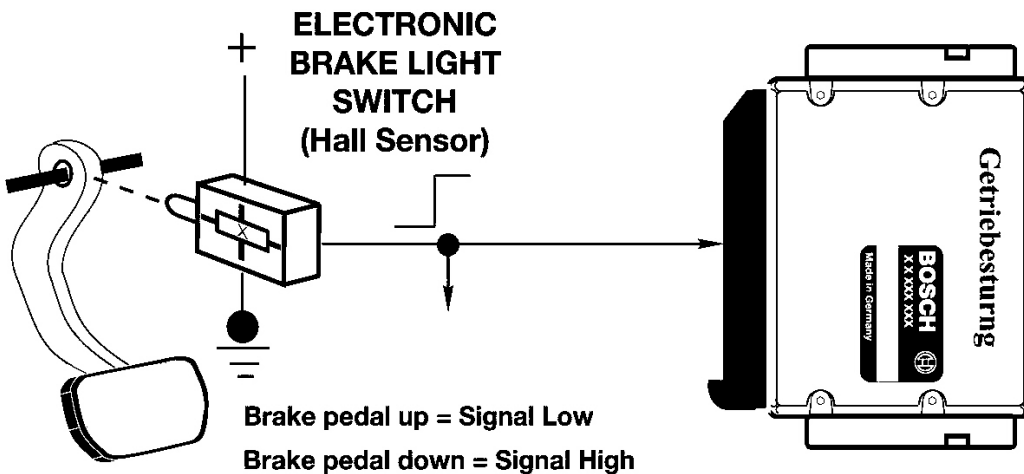 +
ELECTRONIC
BRAKE LIGHT
SWITCH
(Hall Sensor)
X
Getriebesturng
BOSCH
XX XXX XXX
Made in Germany
Brake pedal up = Signal Low
Brake pedal down = Signal High